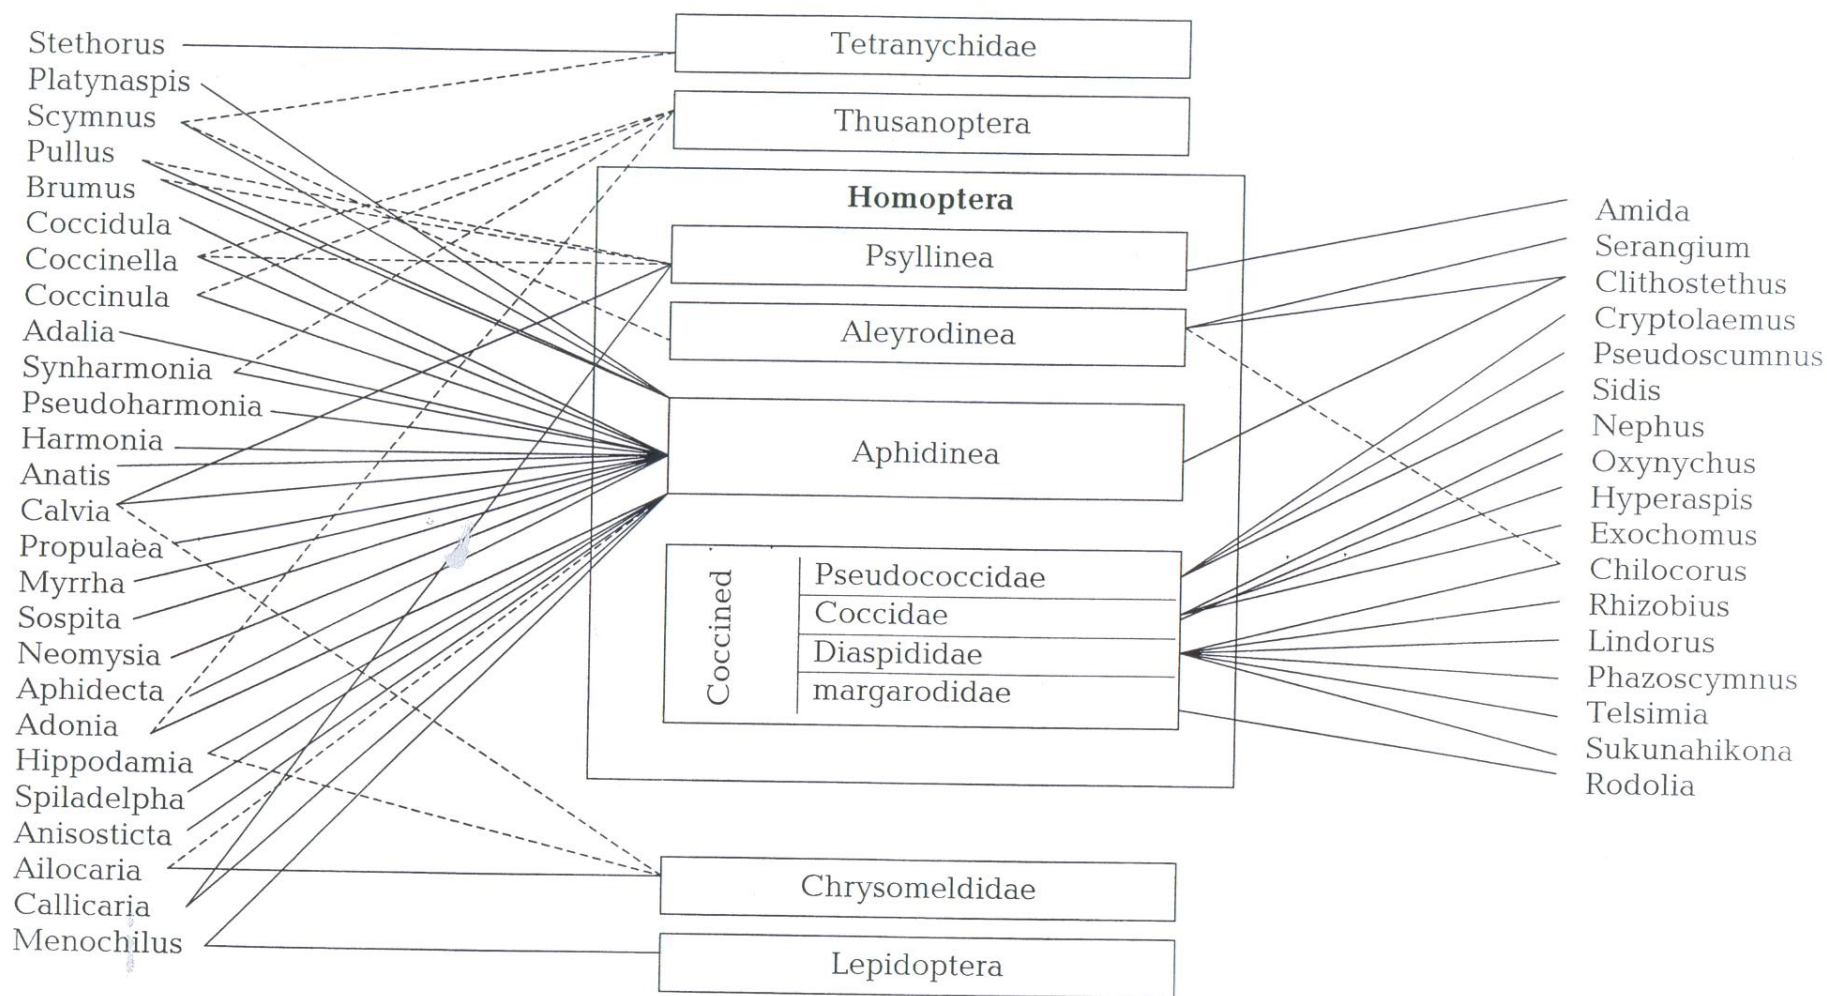 Stethorus
Platynaspis
Scymnus
Pullus
Brumus
Coccidula
Coccinella
Coccinula
Adalia
Synharmonia
Pseudoharmonia
Harmonia
Anatis
Calvia
Propulaea
Myrrha
Sospita
Neomysia
Aphidecta
Adonia
Hippodamia
Spiladelpha
Anisosticta
Ailocaria
Callicaria
Menochilus
Tetranychidae
Thusanoptera
Homoptera
Psyllinea
Aleyrodinea
Aphidinea
Coccined
Pseudococcidae
Coccidae
Diaspididae
margarodidae
Chrysomeldidae
Lepidoptera
Amida
Serangium
Clithostethus
Cryptolaemus
Pseudoscumnus
Sidis
Nephus
Oxynychus
Hyperaspis
Exochomus
Chilocorus
Rhizobius
Lindorus
Phazoscymnus
Telsimia
Sukunahikona
Rodolia